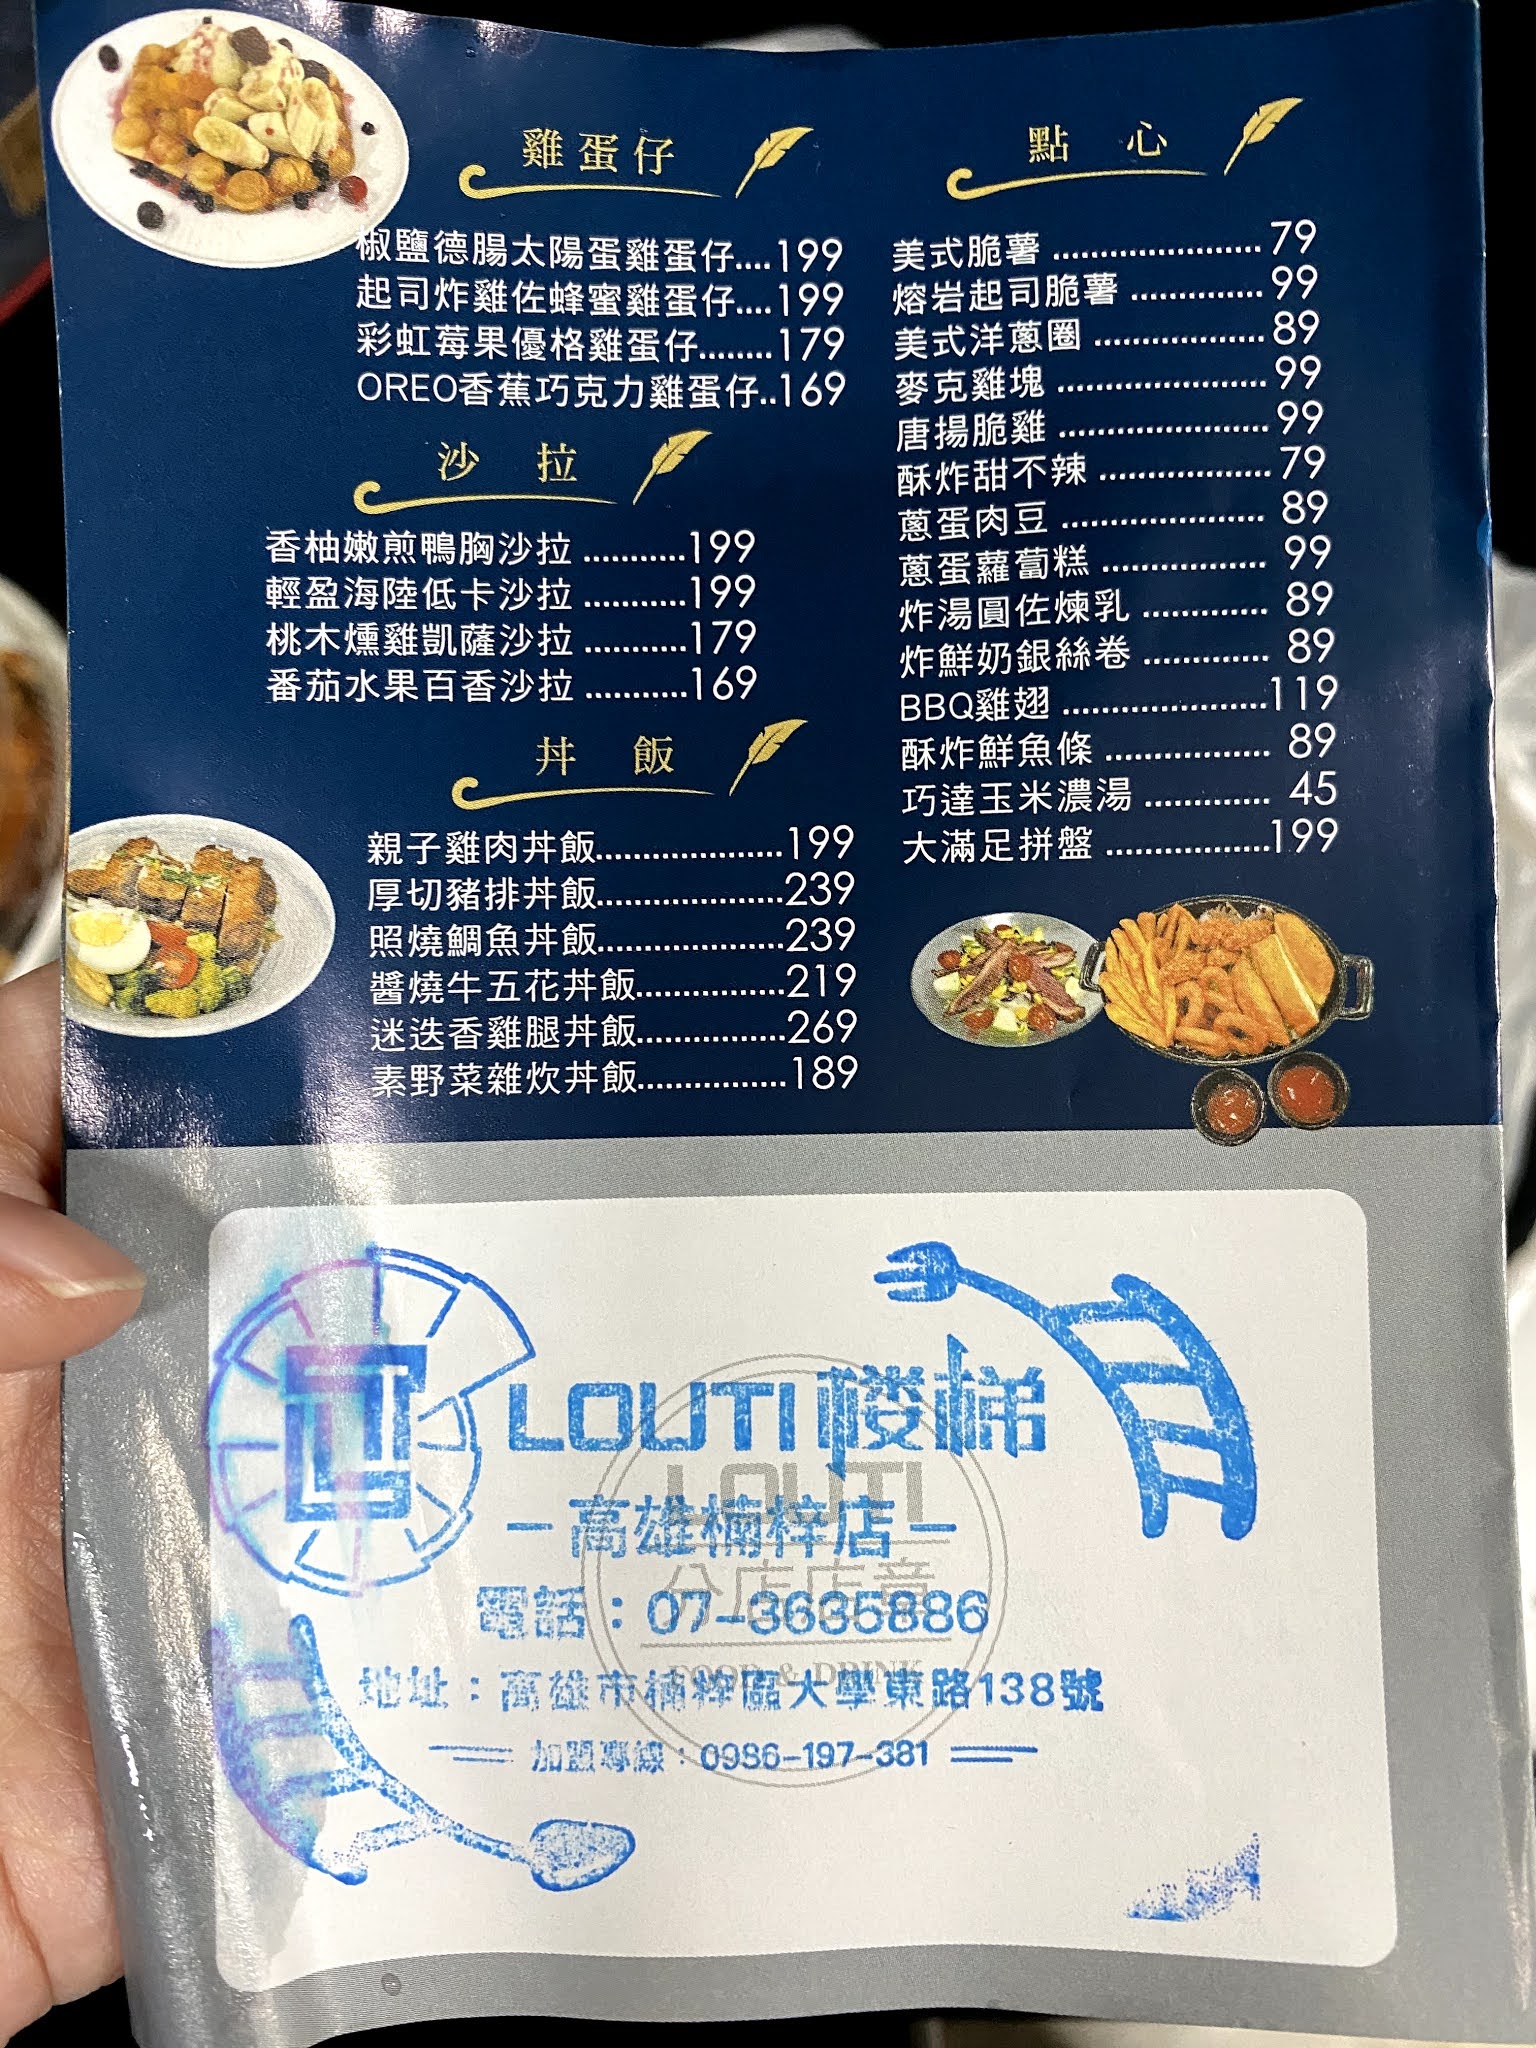 雞蛋仔
椒鹽德腸太陽蛋雞蛋仔....199
起司炸雞佐蜂蜜雞蛋仔....199
彩虹莓果優格雞蛋仔........179
OREO香蕉巧克力雞蛋仔..169
沙 拉
香柚嫩煎鴨胸沙拉 ...........199
輕盈海陸低卡沙拉 ...........199
桃木燻雞凱薩沙拉 ...........179
番茄水果百香沙拉 ...........169
丼 飯
親子雞肉丼飯....................199
厚切豬排丼飯....................239
照燒鯛魚丼飯....................239
醬燒牛五花丼飯................219
迷迭香雞腿丼飯................269
素野菜雜炊丼飯................189
點 心
美式脆薯 ......................79
熔岩起司脆薯 ..............99
美式洋蔥圈 ..................89
麥克雞塊 ......................99
唐揚脆雞 ......................99
酥炸甜不辣 ..................79
蔥蛋肉豆 ...................... 89
蔥蛋蘿蔔糕 .................. 99
炸湯圓佐煉乳 ............. 89
炸鮮奶銀絲卷 ............. 89
BBQ雞翅 ......................119
酥炸鮮魚條 .................. 89
巧達玉米濃湯 ............. 45
大滿足拼盤 ..................199
LOUTI 楼梯
LOUTI
－高雄楠梓店－
電話：07-3635886
FOOD & DRINK
地址：高雄市楠梓區大學東路138號
加盟專線：0986-197-381